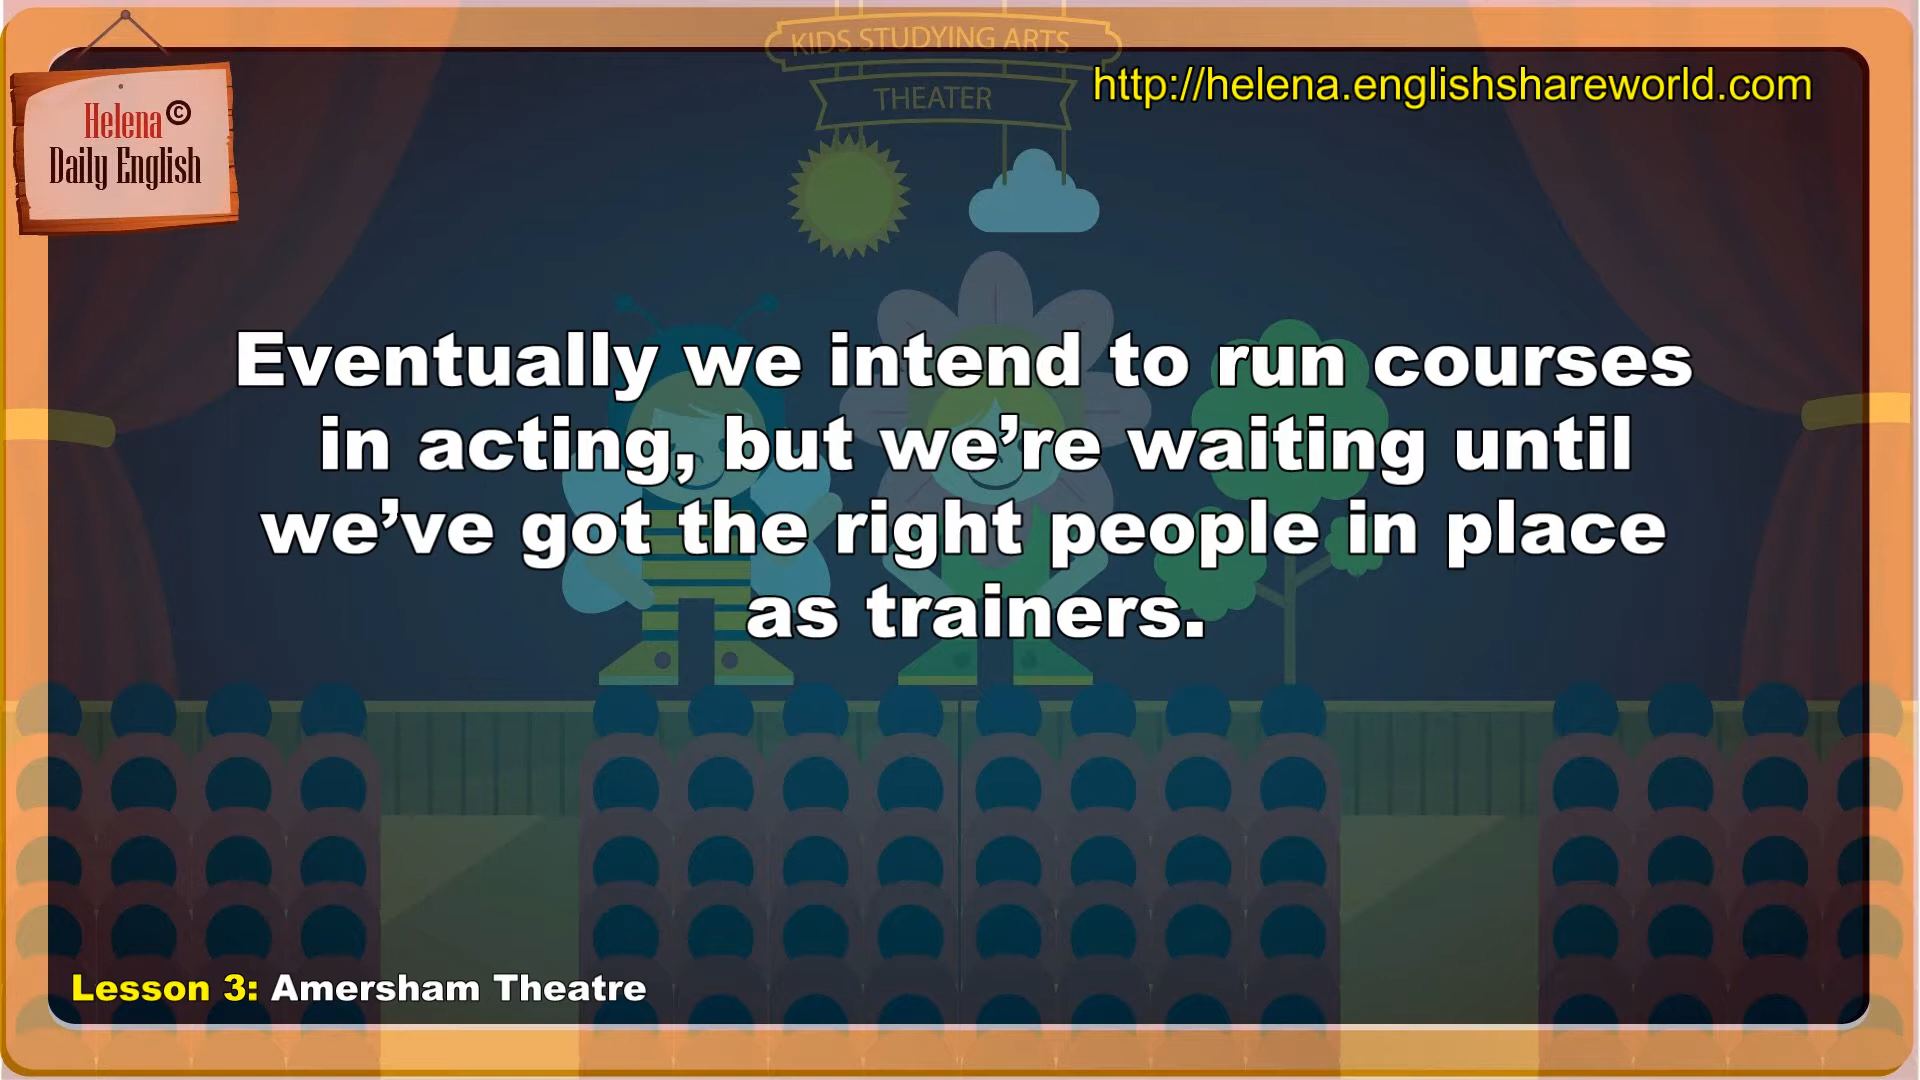 KIDS STUDYING ARTS
THEATER
http://helena.englishshareworld.com
Helena©
Daily English
Eventually we intend to run courses
in acting, but we’re waiting until
we’ve got the right people in place
as trainers.
Lesson 3: Amersham Theatre